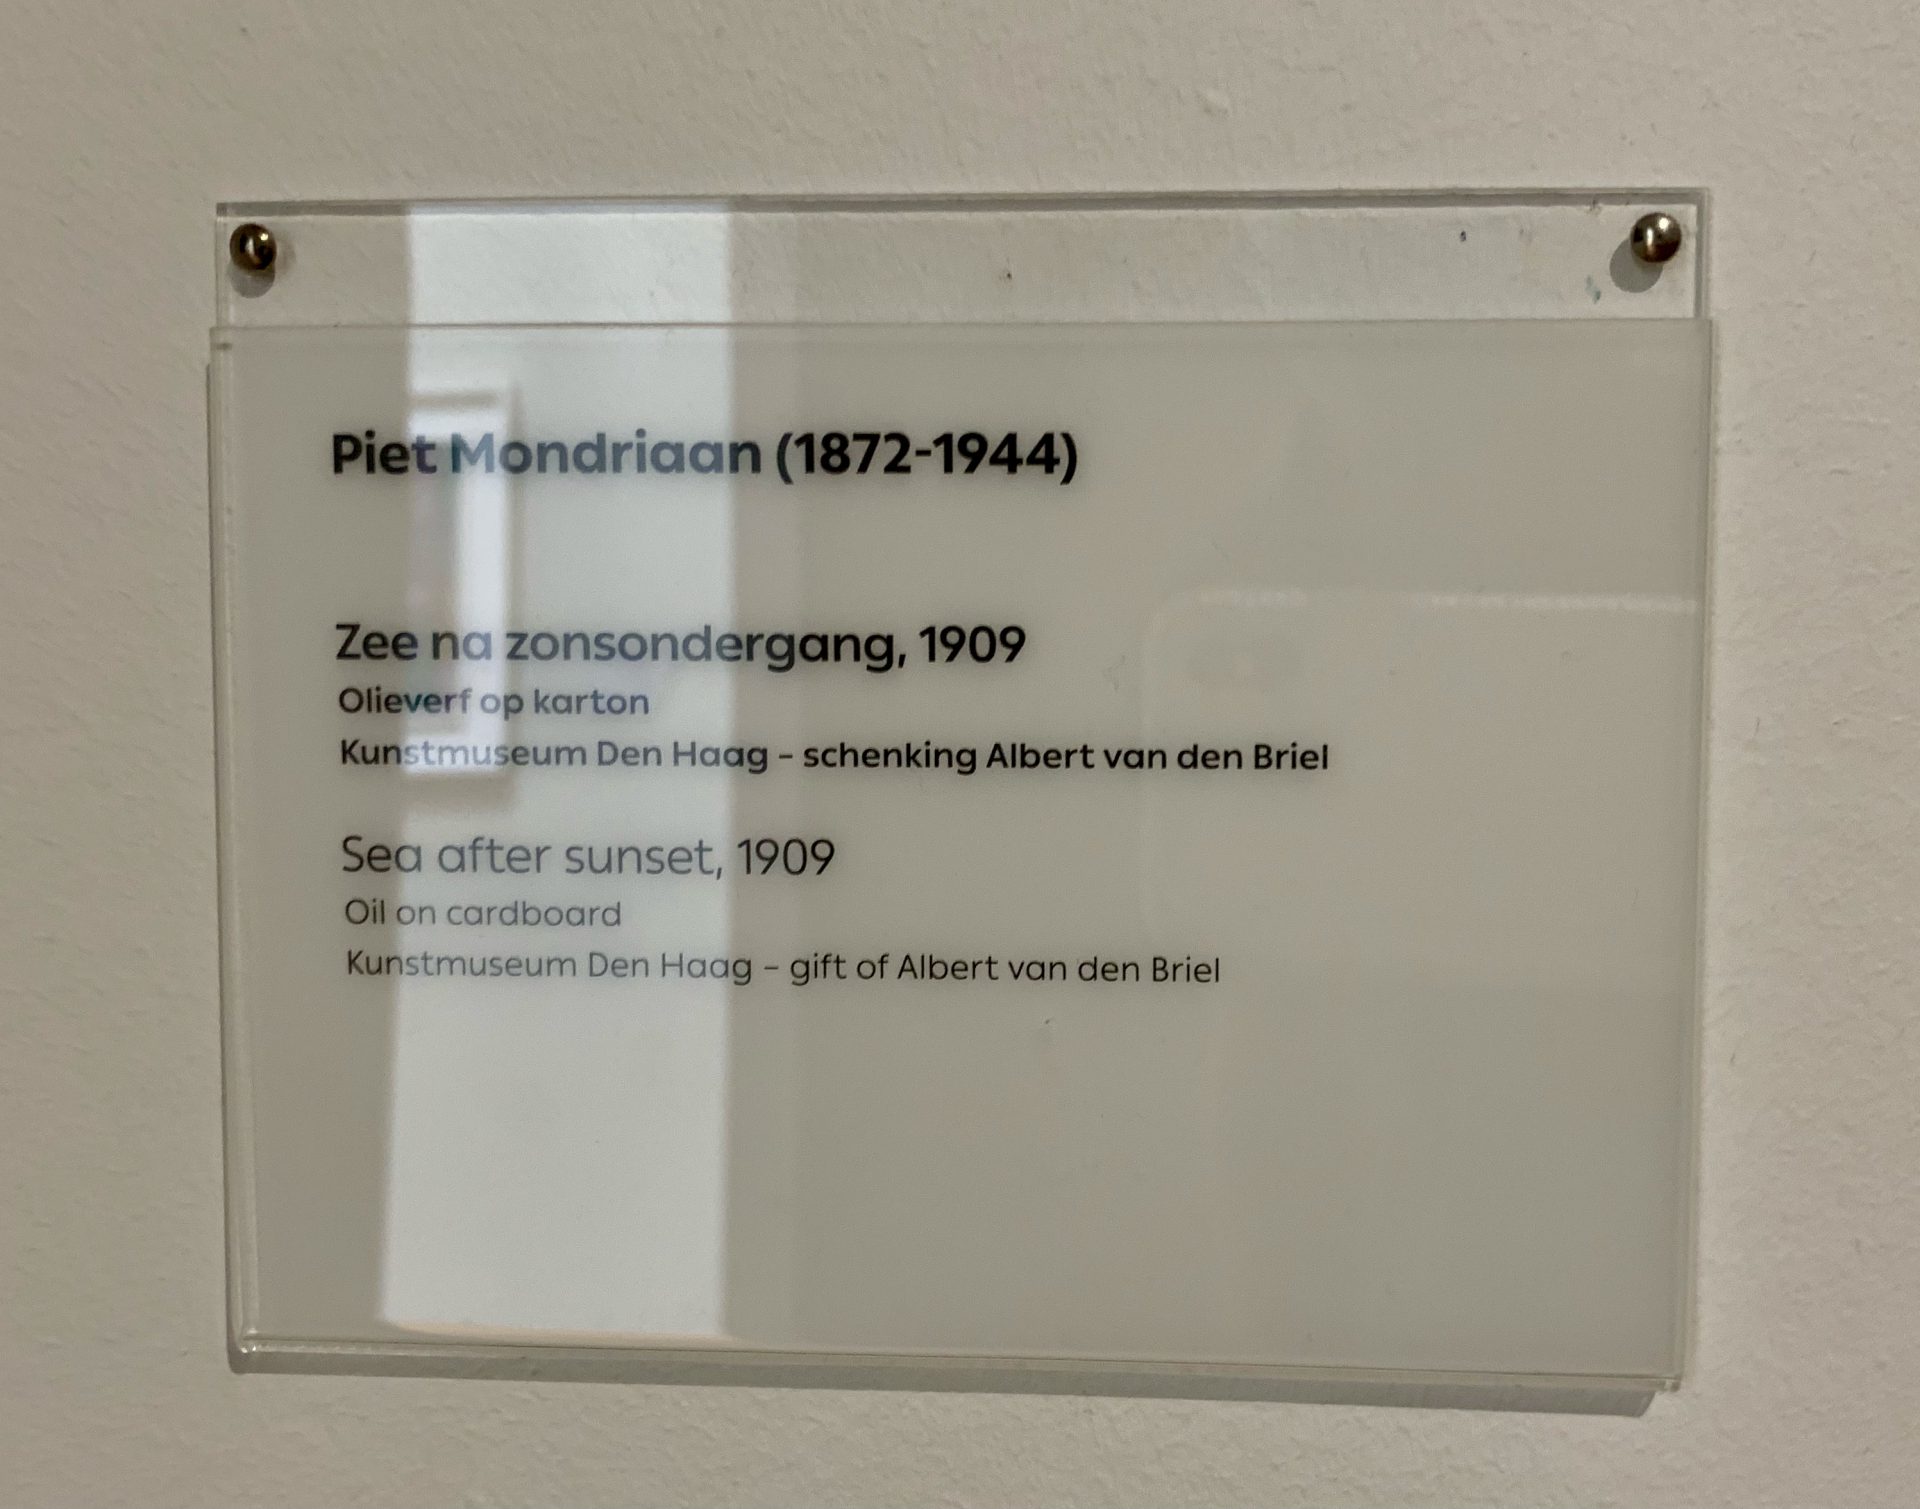 Piet Mondriaan (1872-1944)
Zee na zonsondergang, 1909
Olieverf op karton
Kunstmuseum Den Haag – schenking Albert van den Briel
Sea after sunset, 1909
Oil on cardboard
Kunstmuseum Den Haag – gift of Albert van den Briel